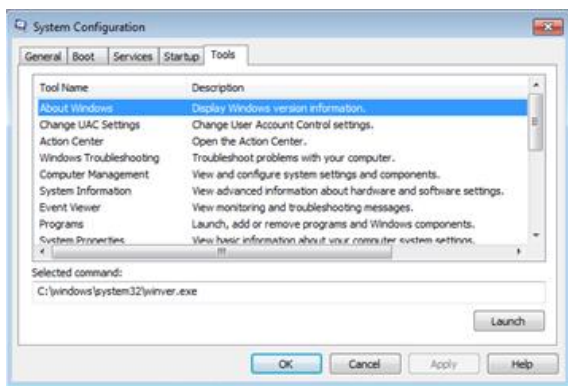 System Configuration
General Boot Services Startup Tools
Tool Name Description
About Windows Display Windows version information.
Change UAC Settings Change User Account Control settings.
Action Center Open the Action Center.
Windows Troubleshooting Troubleshoot problems with your computer.
Computer Management View and configure system settings and components.
System Information View advanced information about hardware and software settings.
Event Viewer View monitoring and troubleshooting messages.
Programs Launch, add or remove programs and Windows components.
System Properties View basic information about your computer system settings.
Selected command:
C:\windows\system32\winver.exe
Launch
OK Cancel Apply Help